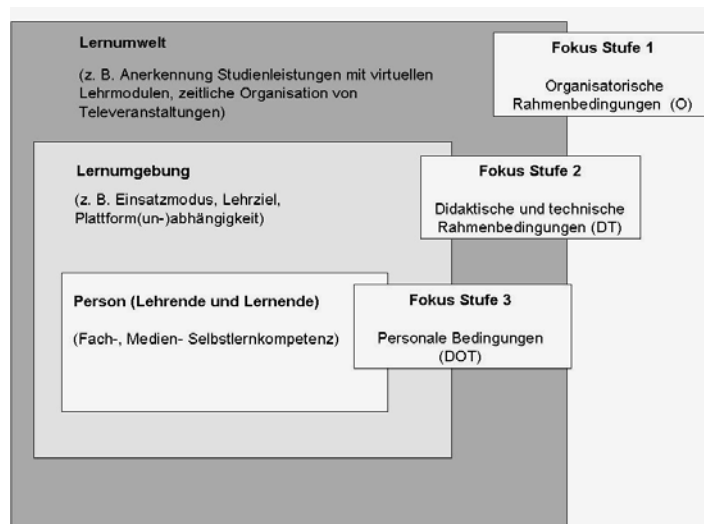 Lernumwelt
(z. B. Anerkennung Studienleistungen mit virtuellen
Lehrmodulen, zeitliche Organisation von
Televeranstaltungen)
Fokus Stufe 1
Organisatorische
Rahmenbedingungen (O)
Lernumgebung
(z. B. Einsatzmodus, Lehrziel,
Plattform(un-)abhängigkeit)
Fokus Stufe 2
Didaktische und technische
Rahmenbedingungen (DT)
Person (Lehrende und Lernende)
(Fach-, Medien- Selbstlernkompetenz)
Fokus Stufe 3
Personale Bedingungen
(DOT)